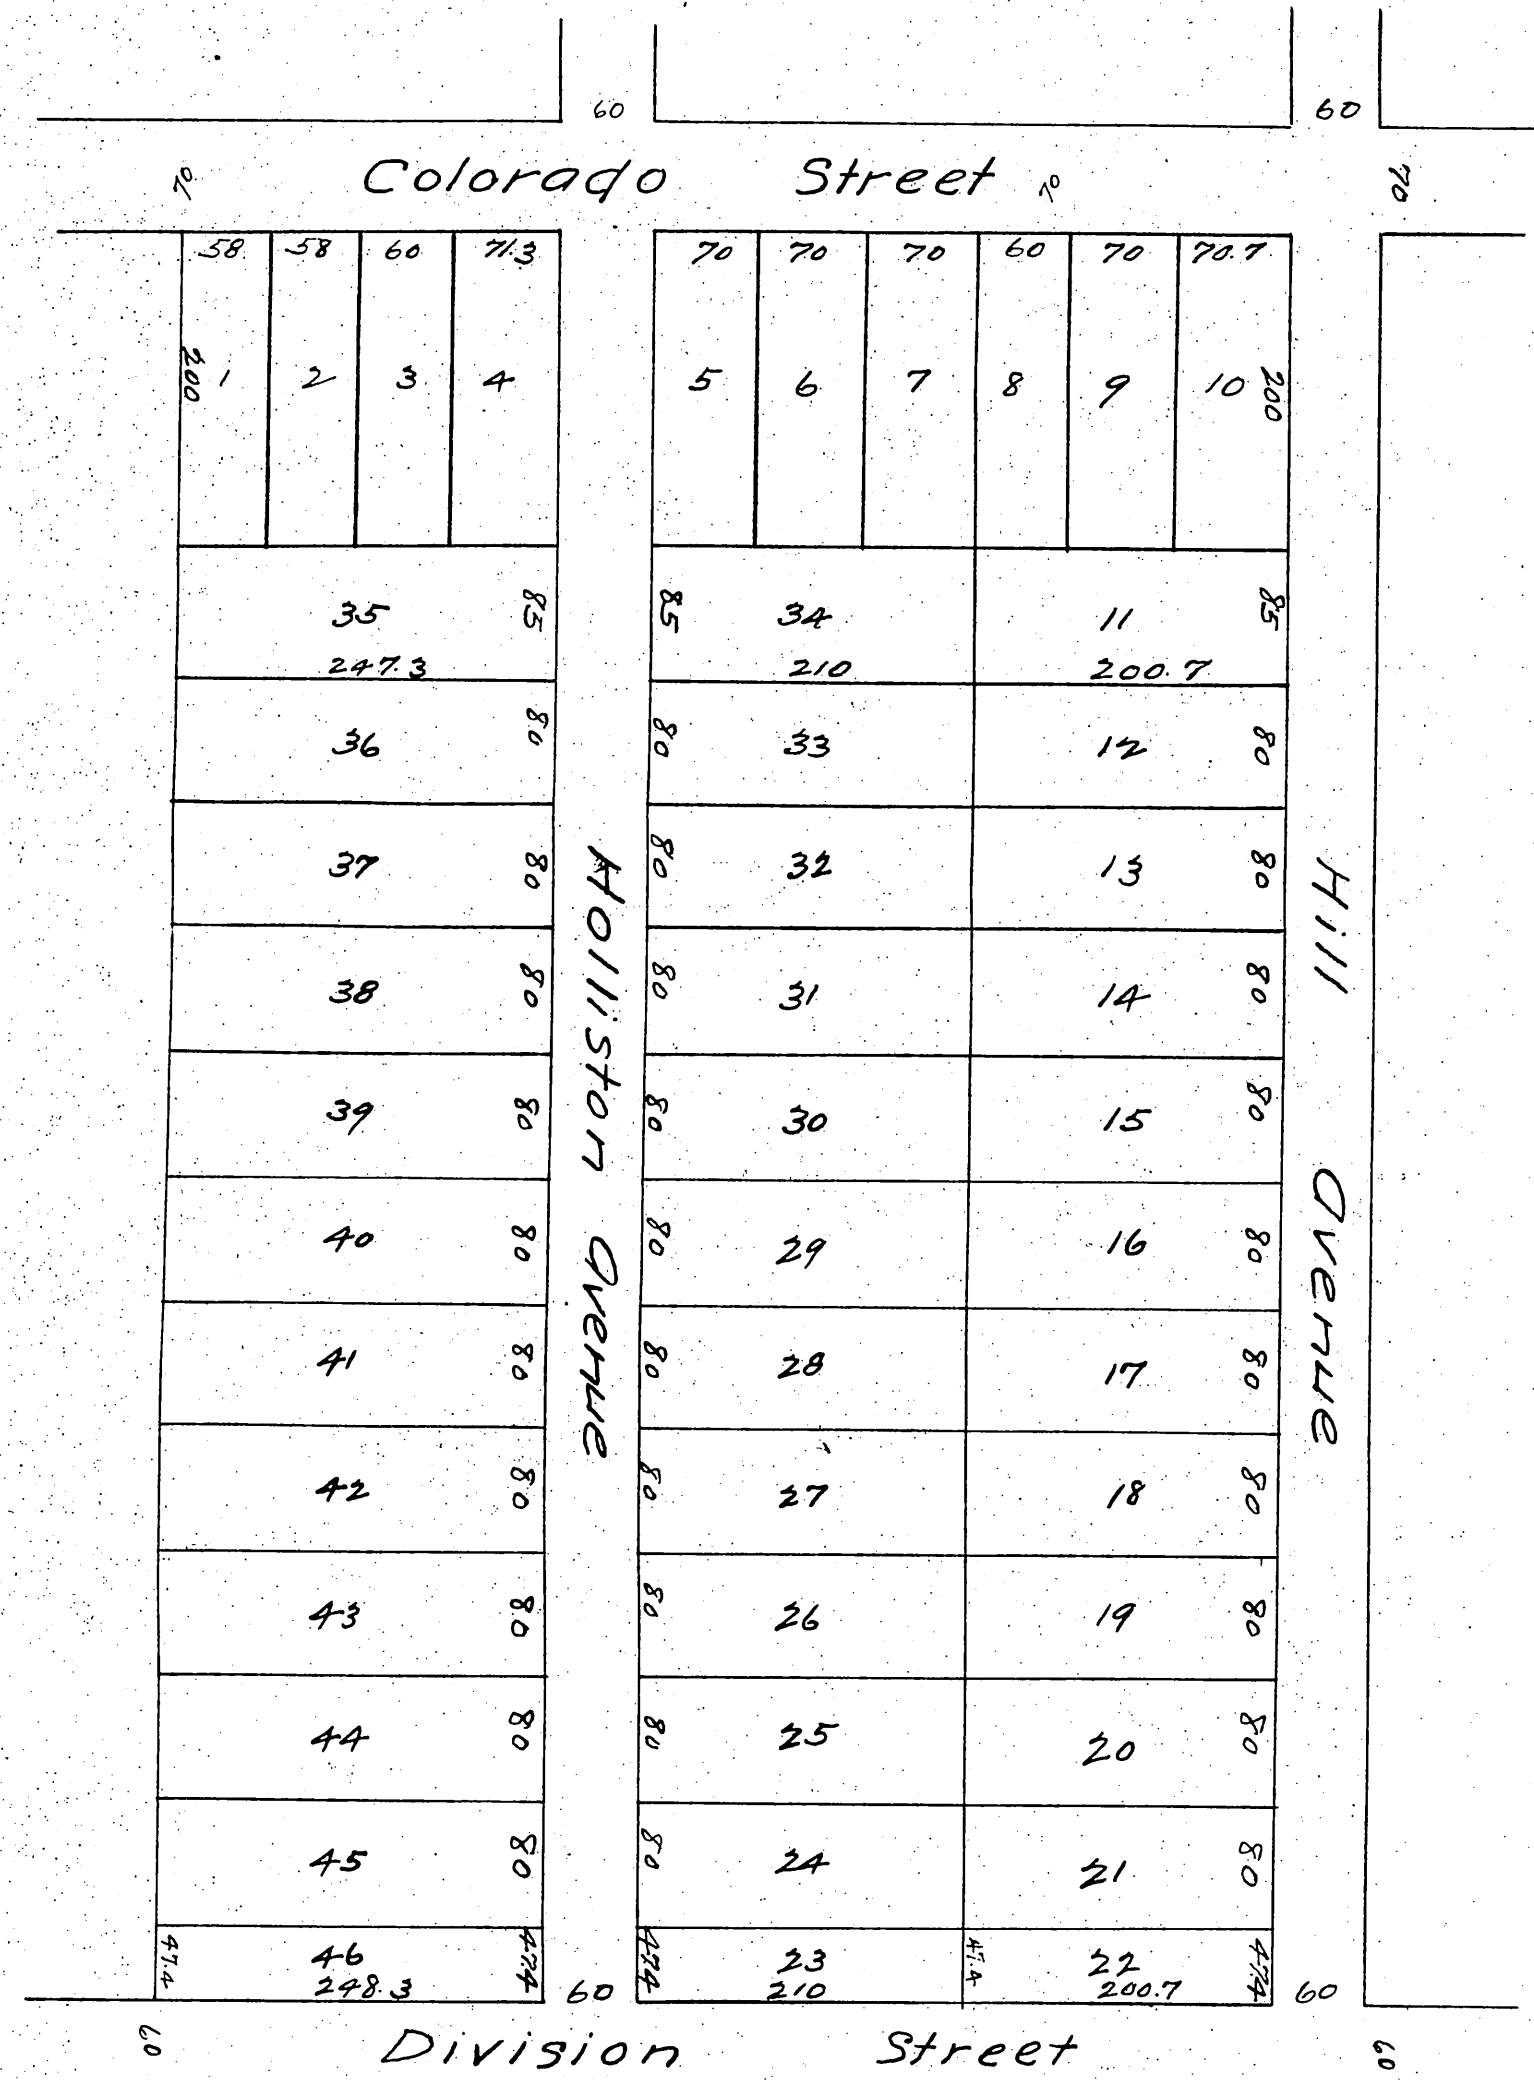 60 60
Colorado Street
70 70 70
58 58 60 71.3 70 70 70 60 70 70.7
200 1 2 3 4 5 6 7 8 9 10 200
35 85 85 34 11 85
247.3 210 200.7
36 80 80 33 12 80
37 80 80 32 13 80
38 80 80 31 14 80
39 80 80 30 15 80
40 80 80 29 16 80
41 80 80 28 17 80
42 80 80 27 18 80
43 80 80 26 19 80
44 80 80 25 20 80
45 80 80 24 21 80
47.4 46 47.4 47.4 23 47.4 22 47.4
248.3 60 210 200.7 60
Holliston Avenue
Hill Avenue
60 Division Street 60